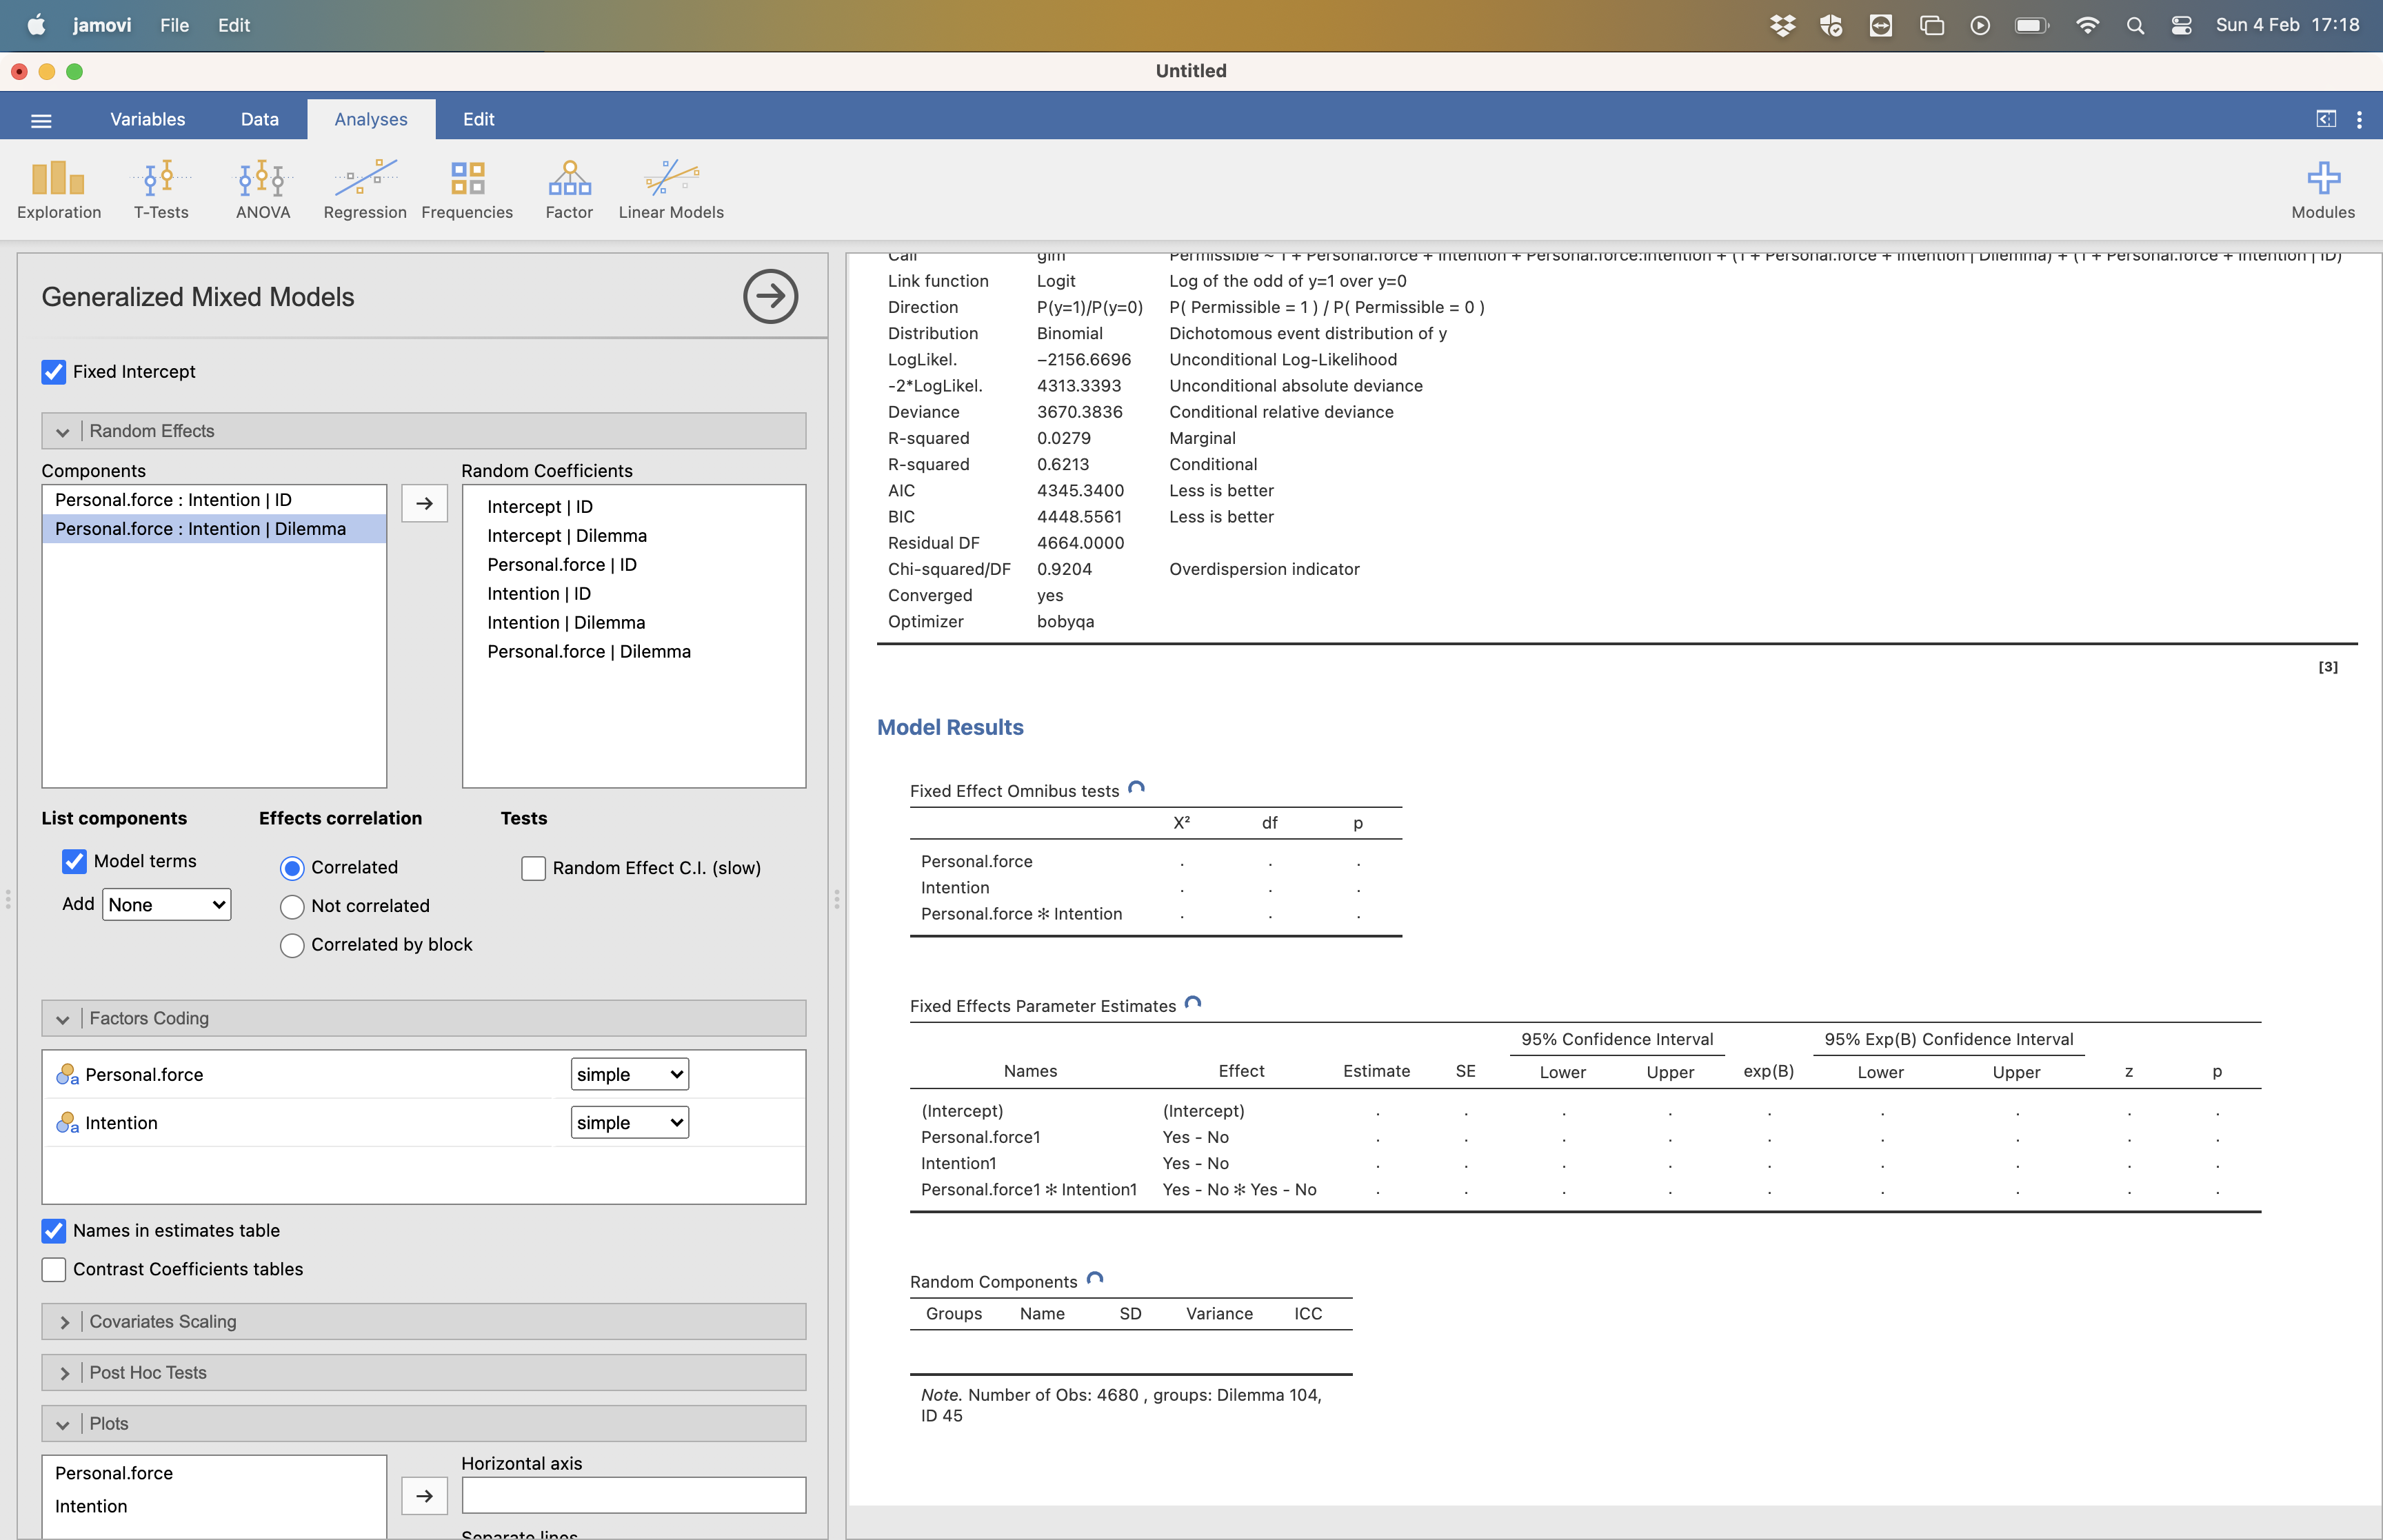 jamovi File Edit Sun 4 Feb 17:18
Untitled
Variables Data Analyses Edit
Exploration T-Tests ANOVA Regression Frequencies Factor Linear Models Modules
Generalized Mixed Models
Fixed Intercept
Random Effects
Components
Random Coefficients
Personal.force : Intention | ID
Personal.force : Intention | Dilemma
Intercept | ID
Intercept | Dilemma
Personal.force | ID
Intention | ID
Intention | Dilemma
Personal.force | Dilemma
List components
Model terms
Add None
Effects correlation
Correlated
Not correlated
Correlated by block
Tests
Random Effect C.I. (slow)
Factors Coding
Personal.force simple
Intention simple
Names in estimates table
Contrast Coefficients tables
Covariates Scaling
Post Hoc Tests
Plots
Personal.force
Intention
Horizontal axis
Separate lines
Call glm Permissible ~ 1 + Personal.force + Intention + Personal.force:Intention + (1 + Personal.force + Intention | Dilemma) + (1 + Personal.force + Intention | ID)
Link function Logit Log of the odd of y=1 over y=0
Direction P(y=1)/P(y=0) P( Permissible = 1 ) / P( Permissible = 0 )
Distribution Binomial Dichotomous event distribution of y
LogLikel. −2156.6696 Unconditional Log-Likelihood
-2*LogLikel. 4313.3393 Unconditional absolute deviance
Deviance 3670.3836 Conditional relative deviance
R-squared 0.0279 Marginal
R-squared 0.6213 Conditional
AIC 4345.3400 Less is better
BIC 4448.5561 Less is better
Residual DF 4664.0000
Chi-squared/DF 0.9204 Overdispersion indicator
Converged yes
Optimizer bobyqa
[3]
Model Results
Fixed Effect Omnibus tests
X² df p
Personal.force . . .
Intention . . .
Personal.force ✻ Intention . . .
Fixed Effects Parameter Estimates
95% Confidence Interval 95% Exp(B) Confidence Interval
Names Effect Estimate SE Lower Upper exp(B) Lower Upper z p
(Intercept) (Intercept) . . . . . . . . .
Personal.force1 Yes - No . . . . . . . . .
Intention1 Yes - No . . . . . . . . .
Personal.force1 ✻ Intention1 Yes - No ✻ Yes - No . . . . . . . . .
Random Components
Groups Name SD Variance ICC
Note. Number of Obs: 4680 , groups: Dilemma 104,
ID 45